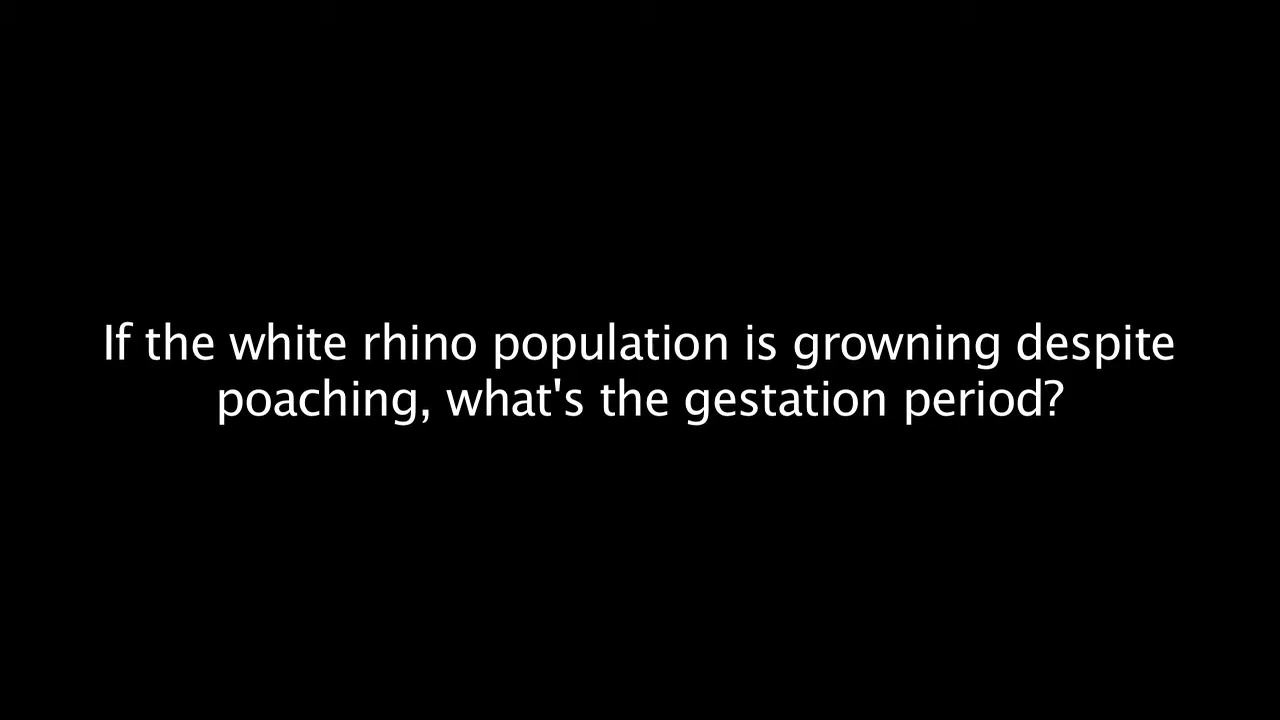 If the white rhino population is growning despite
poaching, what's the gestation period?